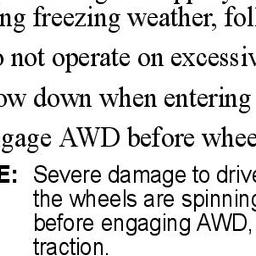 ng freezing weather, fol
not operate on excessiv
ow down when entering
gage AWD before whee
E: Severe damage to drive
the wheels are spinning
before engaging AWD,
traction.